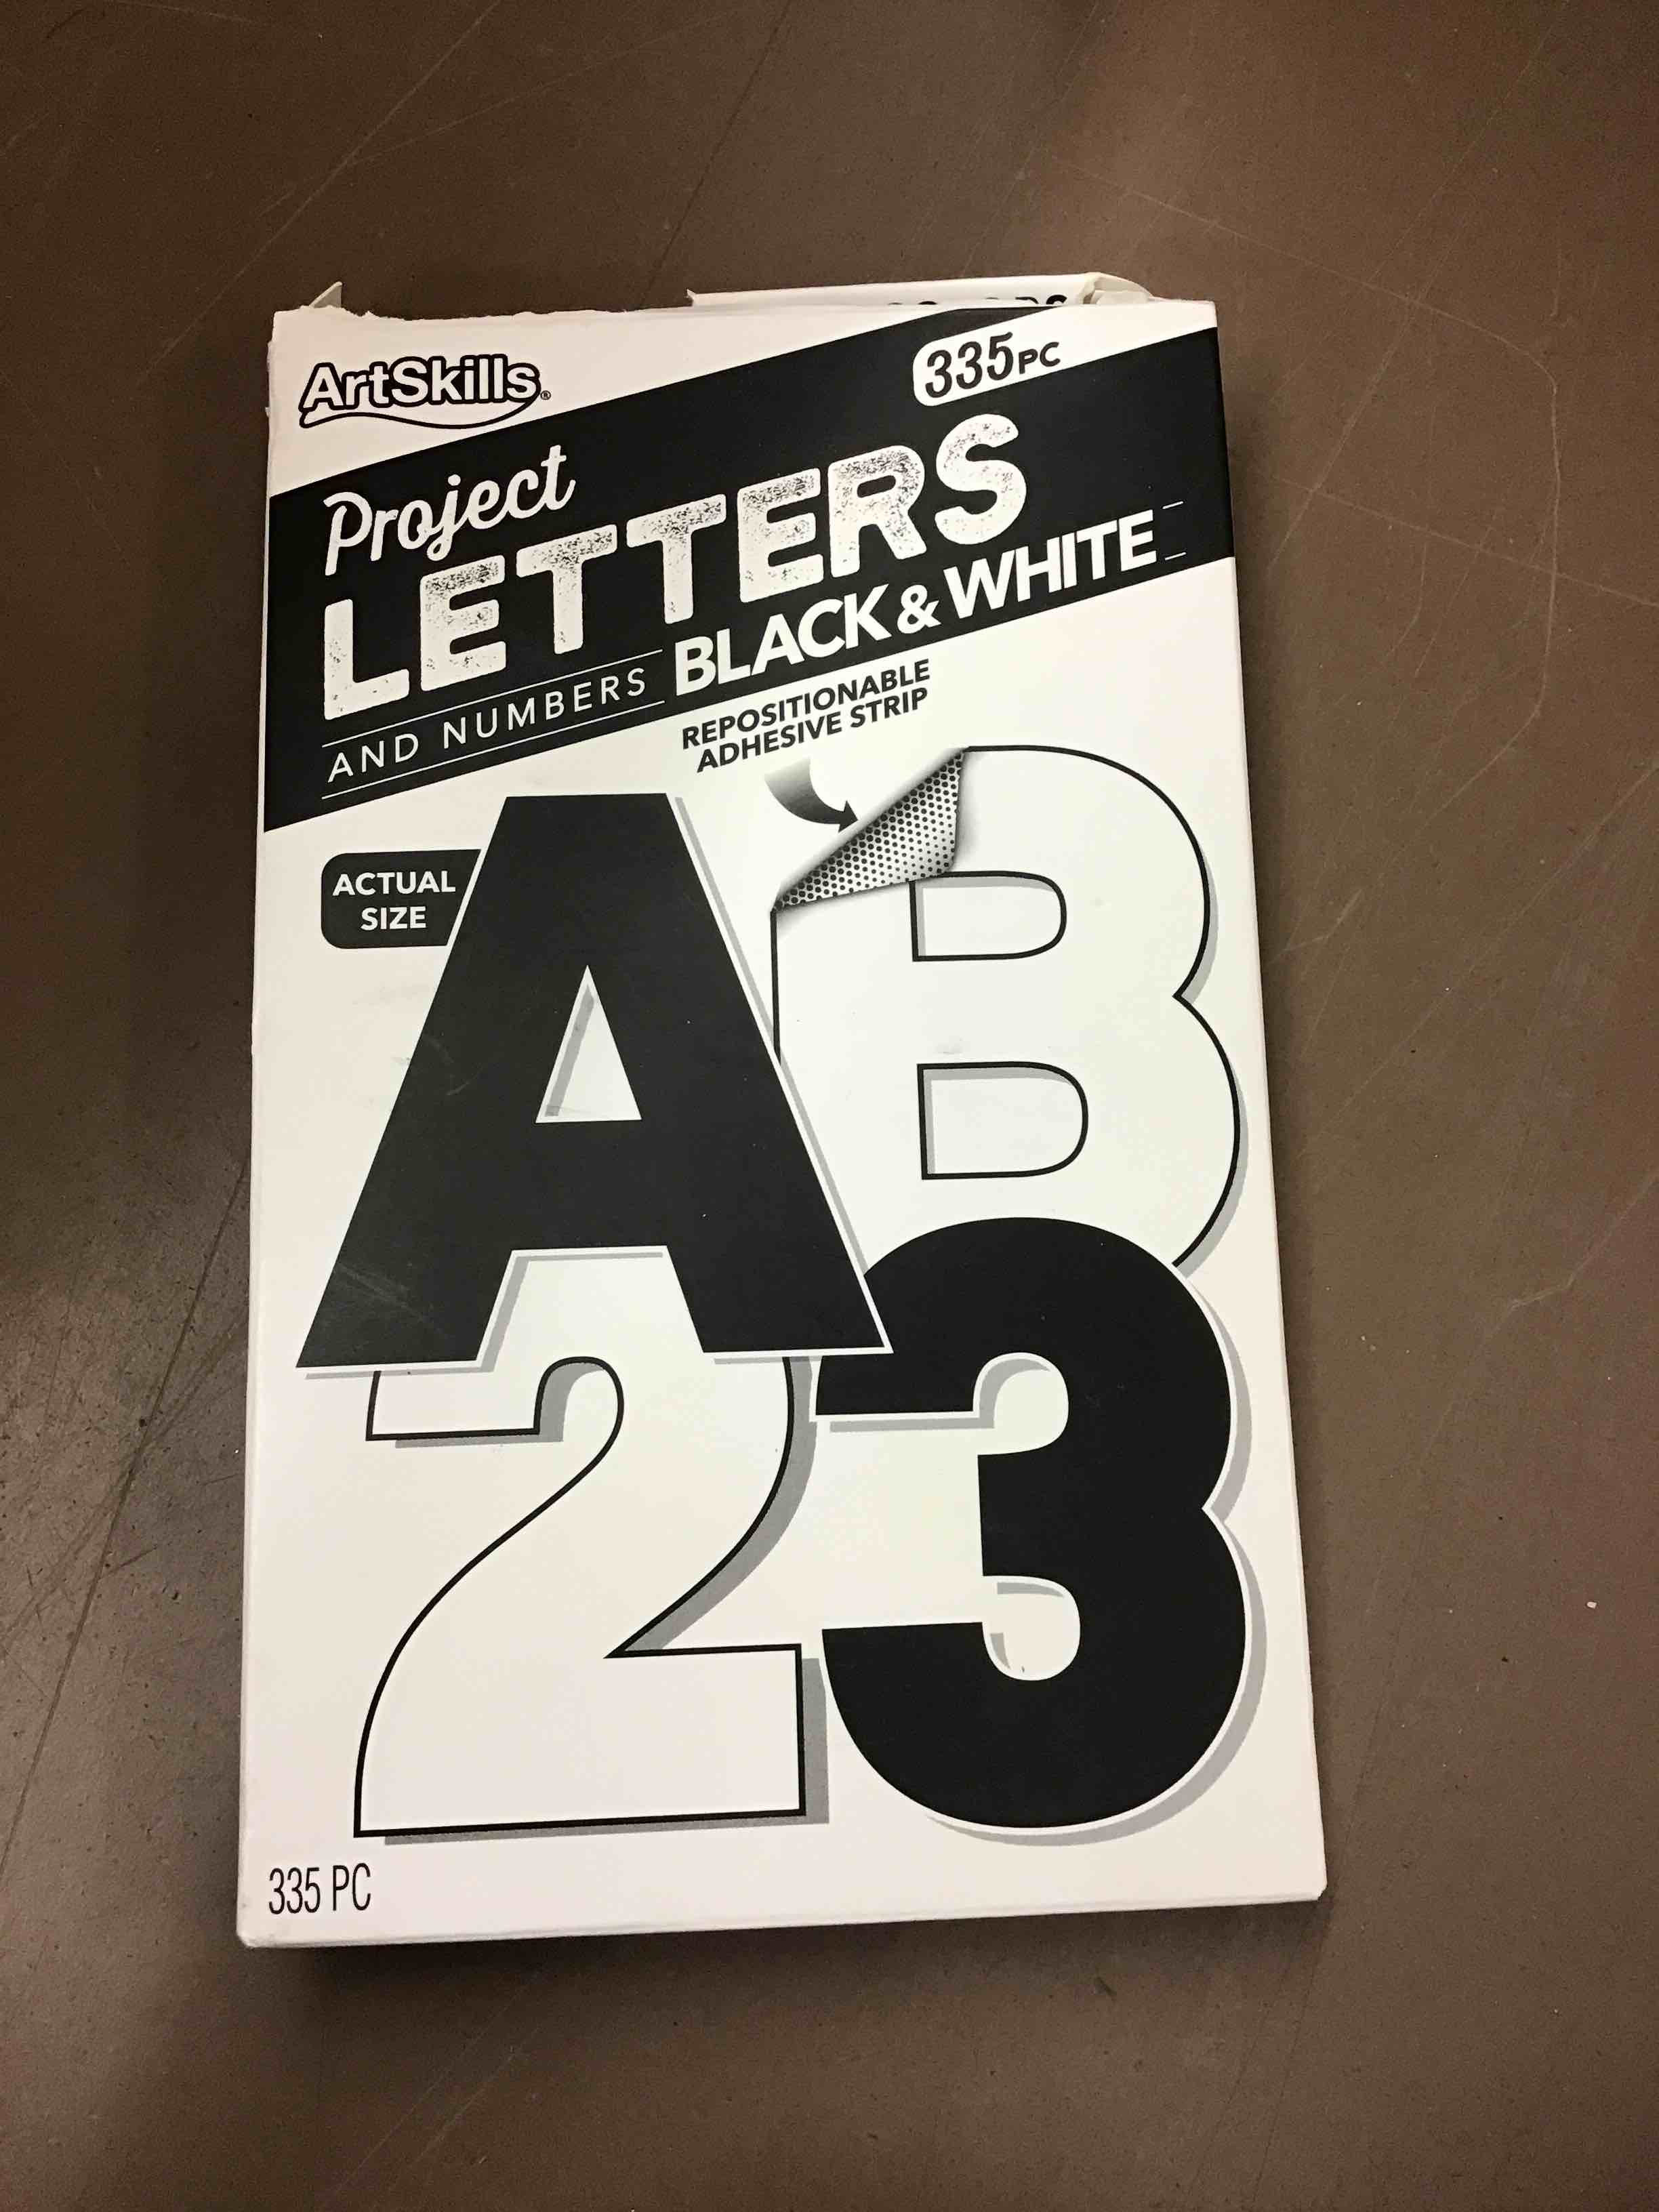 ArtSkills®
335PC
Project
LETTERS
AND NUMBERS BLACK & WHITE
REPOSITIONABLE
ADHESIVE STRIP
ACTUAL
SIZE
AB
23
335 PC